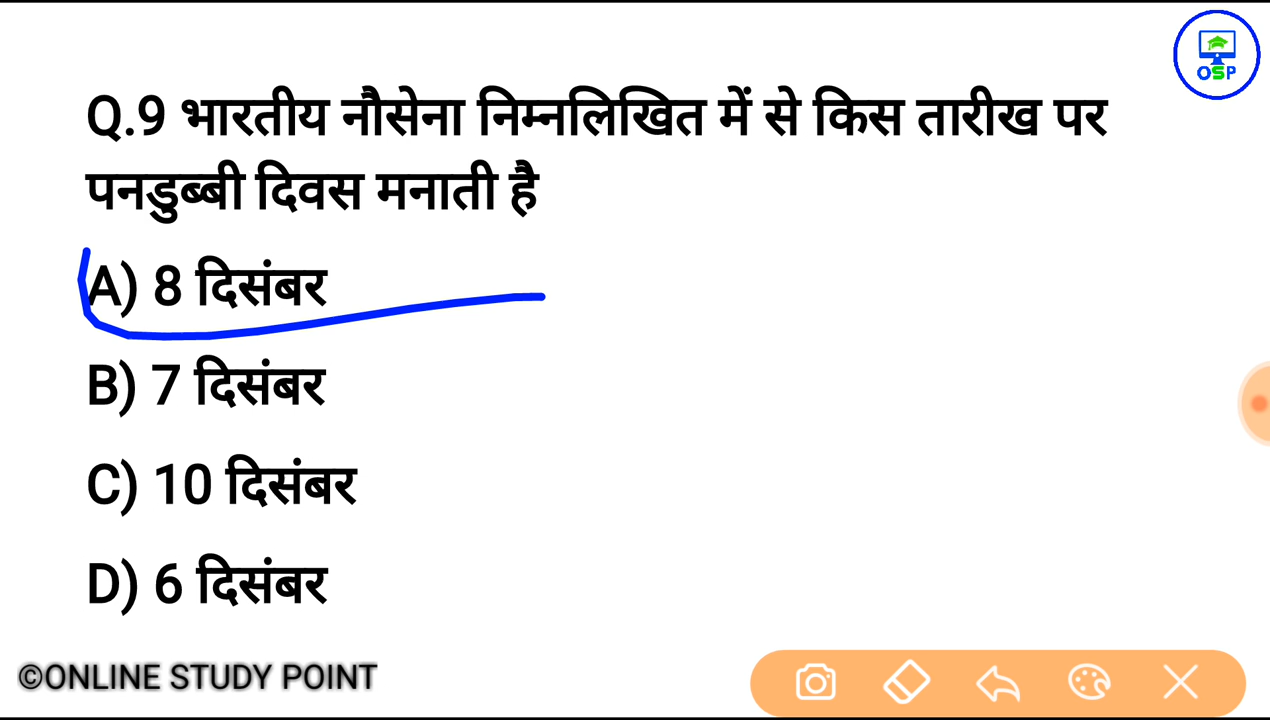 OSP
Q.9 भारतीय नौसेना निम्नलिखित में से किस तारीख पर
पनडुब्बी दिवस मनाती है
A) 8 दिसंबर
B) 7 दिसंबर
C) 10 दिसंबर
D) 6 दिसंबर
©ONLINE STUDY POINT